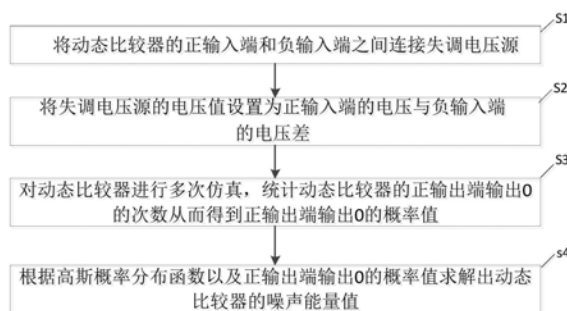 S1
将动态比较器的正输入端和负输入端之间连接失调电压源
S2
将失调电压源的电压值设置为正输入端的电压与负输入端
的电压差
S3
对动态比较器进行多次仿真，统计动态比较器的正输出端输出0
的次数从而得到正输出端输出0的概率值
s4
根据高斯概率分布函数以及正输出端输出0的概率值求解出动态
比较器的噪声能量值